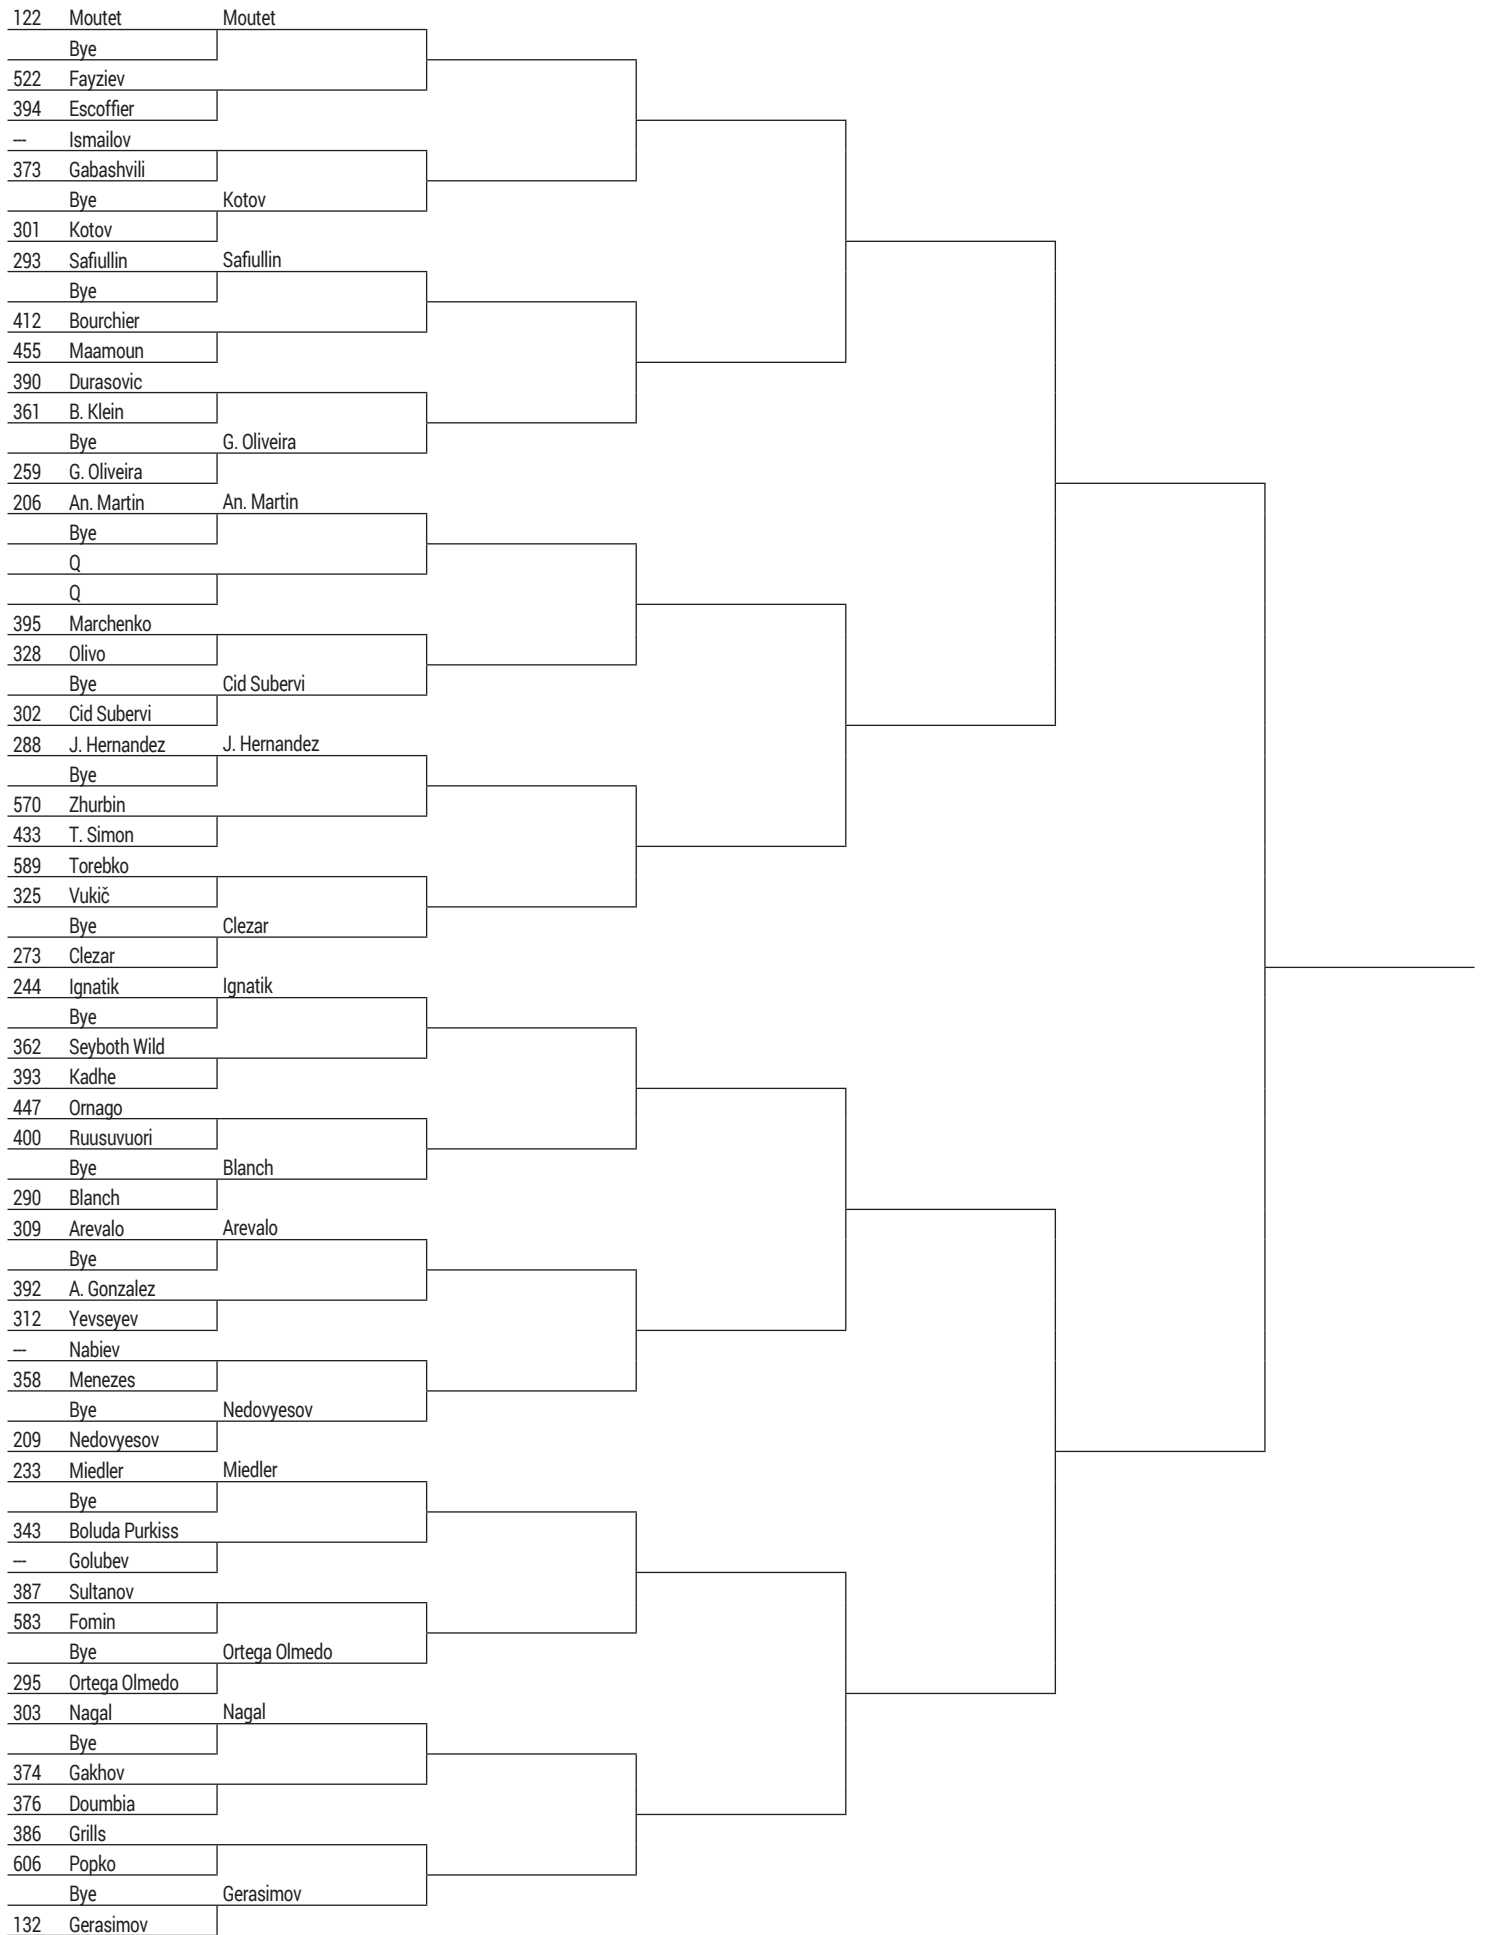 122 Moutet Moutet
Bye
522 Fayziev
394 Escoffier
--- Ismailov
373 Gabashvili
Bye Kotov
301 Kotov
293 Safiullin Safiullin
Bye
412 Bourchier
455 Maamoun
390 Durasovic
361 B. Klein
Bye G. Oliveira
259 G. Oliveira
206 An. Martin An. Martin
Bye
Q
Q
395 Marchenko
328 Olivo
Bye Cid Subervi
302 Cid Subervi
288 J. Hernandez J. Hernandez
Bye
570 Zhurbin
433 T. Simon
589 Torebko
325 Vukič
Bye Clezar
273 Clezar
244 Ignatik Ignatik
Bye
362 Seyboth Wild
393 Kadhe
447 Ornago
400 Ruusuvuori
Bye Blanch
290 Blanch
309 Arevalo Arevalo
Bye
392 A. Gonzalez
312 Yevseyev
--- Nabiev
358 Menezes
Bye Nedovyesov
209 Nedovyesov
233 Miedler Miedler
Bye
343 Boluda Purkiss
--- Golubev
387 Sultanov
583 Fomin
Bye Ortega Olmedo
295 Ortega Olmedo
303 Nagal Nagal
Bye
374 Gakhov
376 Doumbia
386 Grills
606 Popko
Bye Gerasimov
132 Gerasimov